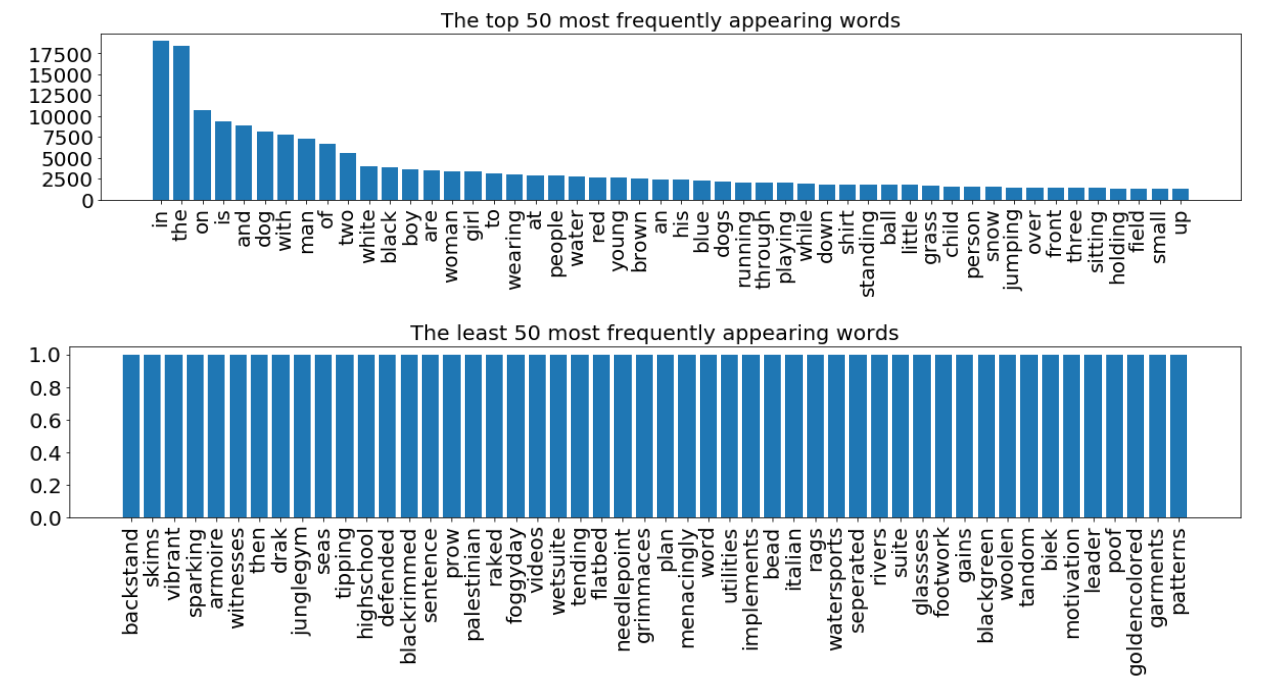 The top 50 most frequently appearing words
17500
15000
12500
10000
7500
5000
2500
0
in
the
on
is
and
dog
with
man
of
two
white
black
boy
are
woman
girl
to
wearing
at
people
water
red
young
brown
an
his
blue
dogs
running
through
playing
while
down
shirt
standing
ball
little
grass
child
person
snow
jumping
over
front
three
sitting
holding
field
small
up
The least 50 most frequently appearing words
1.0
0.8
0.6
0.4
0.2
0.0
backstand
skims
vibrant
sparking
armoire
witnesses
then
drak
junglegym
seas
tipping
highschool
defended
blackrimmed
sentence
prow
palestinian
raked
foggyday
videos
wetsuite
tending
flatbed
needlepoint
grimmaces
plan
menacingly
word
utilities
implements
bead
italian
rags
watersports
seperated
rivers
suite
glasses
footwork
gains
blackgreen
woolen
tandom
biek
motivation
leader
poof
goldencolored
garments
patterns